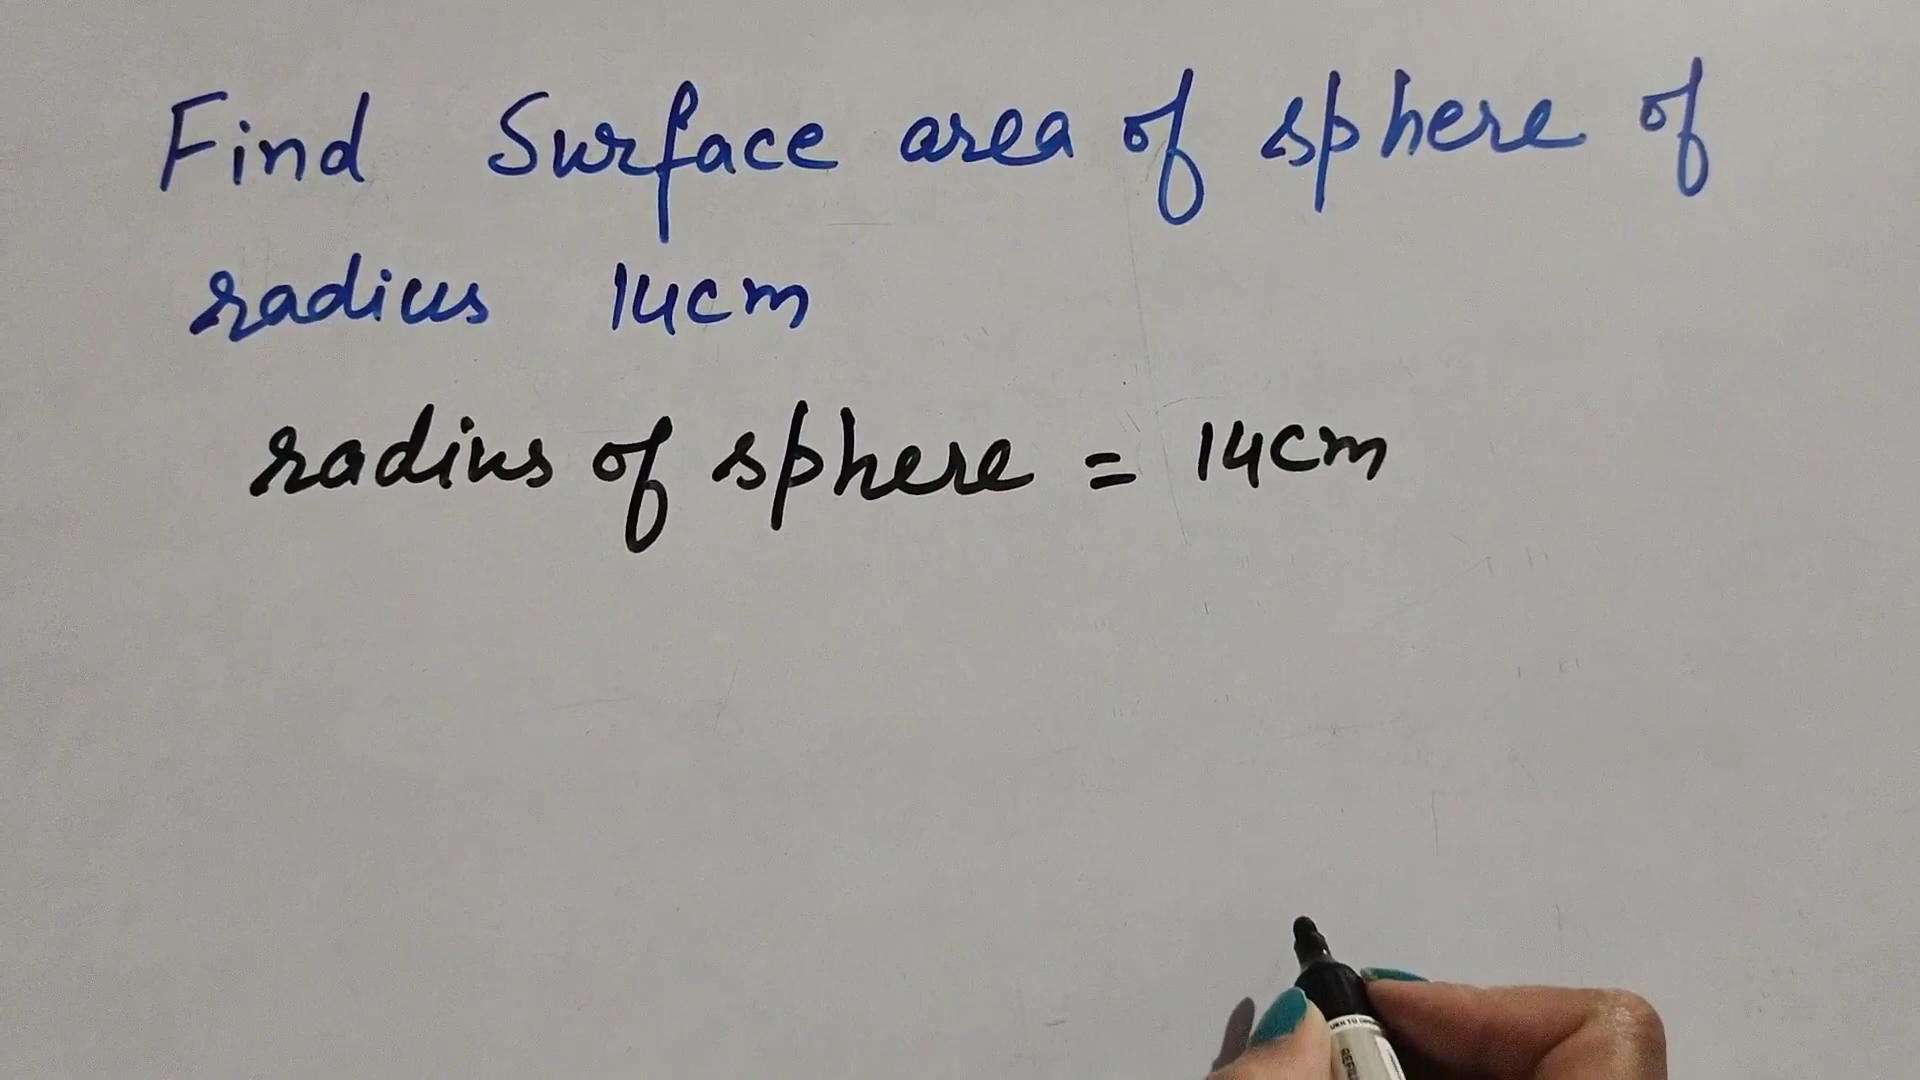 Find Surface area of sphere of
radius 14cm
radius of sphere = 14cm